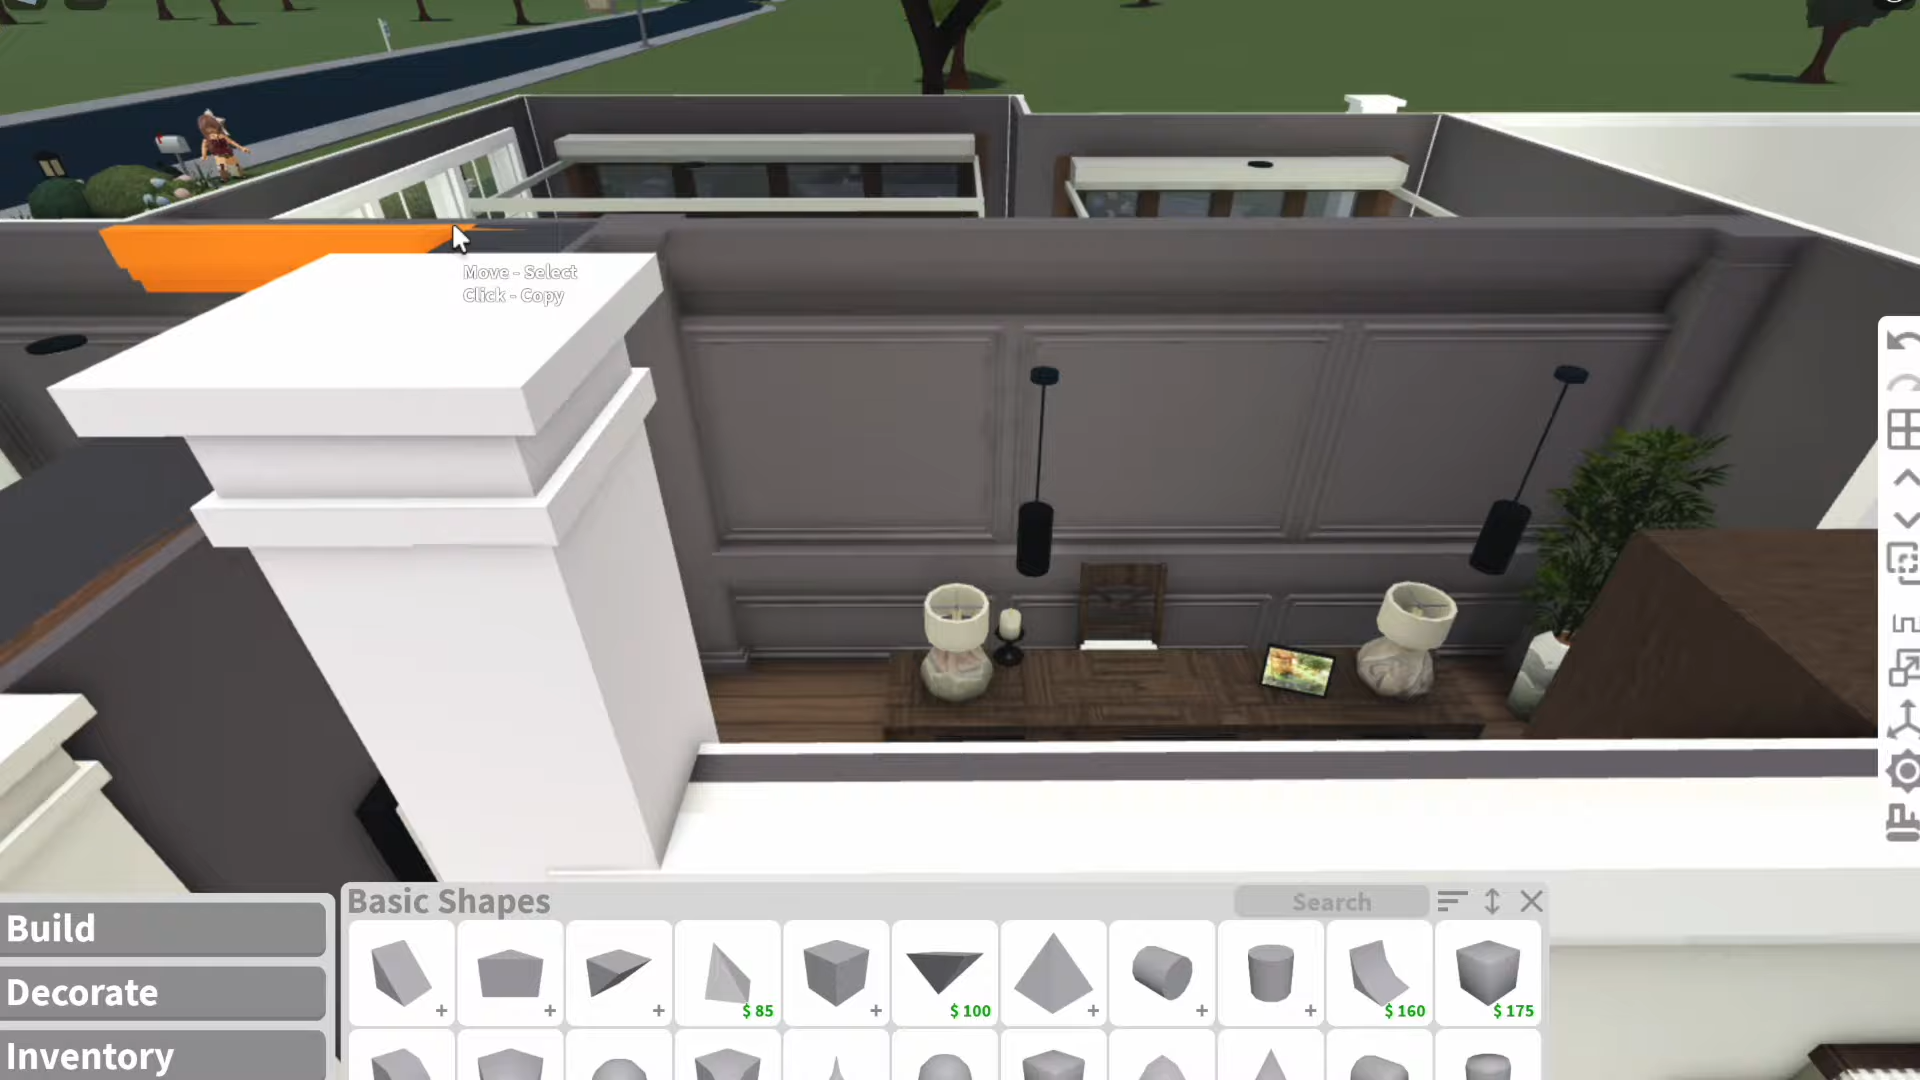 Move - Select
Click - Copy
Basic Shapes
Search
Build
Decorate
Inventory
+
+
+
$ 85
+
$ 100
+
+
+
$ 160
$ 175